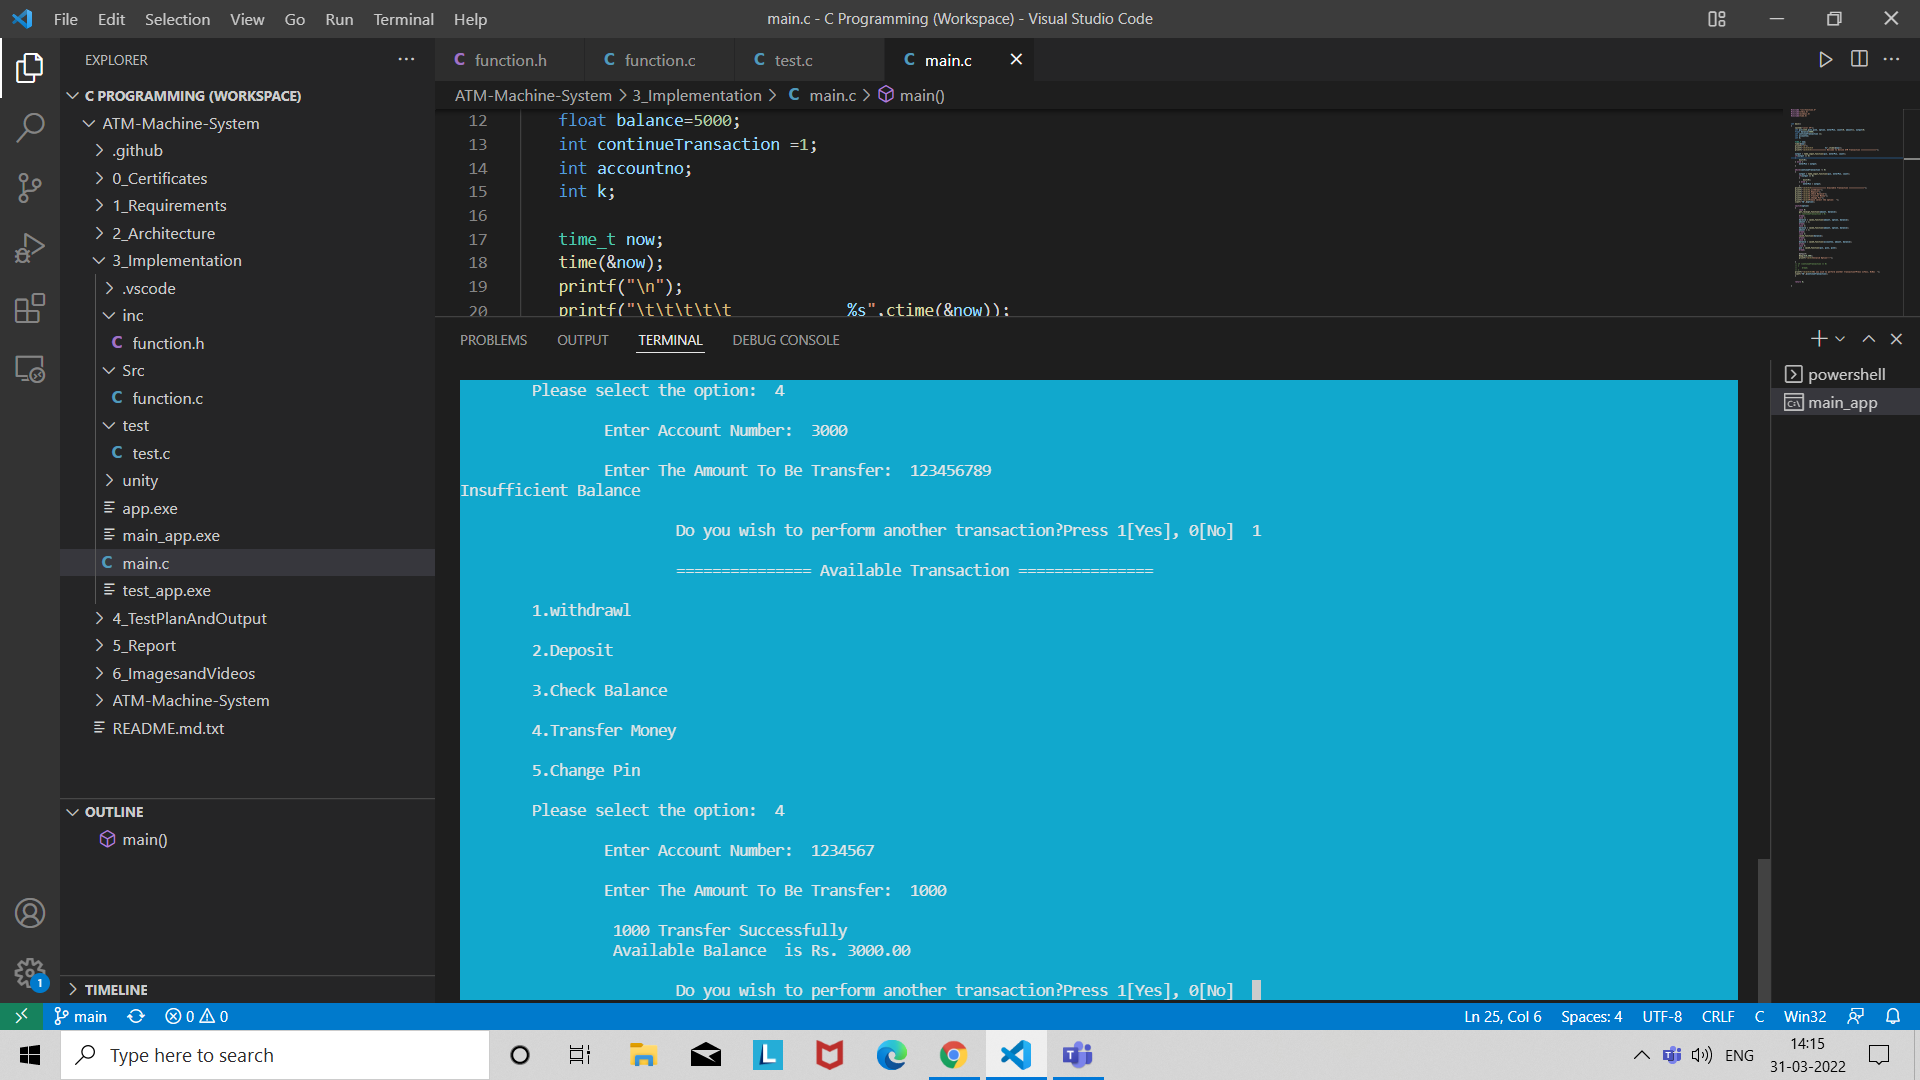 File Edit Selection View Go Run Terminal Help
main.c - C Programming (Workspace) - Visual Studio Code
EXPLORER
C PROGRAMMING (WORKSPACE)
ATM-Machine-System
.github
0_Certificates
1_Requirements
2_Architecture
3_Implementation
.vscode
inc
C function.h
Src
C function.c
test
C test.c
unity
app.exe
main_app.exe
C main.c
test_app.exe
4_TestPlanAndOutput
5_Report
6_ImagesandVideos
ATM-Machine-System
README.md.txt
OUTLINE
main()
TIMELINE
C function.h C function.c C test.c C main.c
ATM-Machine-System > 3_Implementation > C main.c > main()
12 float balance=5000;
13 int continueTransaction =1;
14 int accountno;
15 int k;
16
17 time_t now;
18 time(&now);
19 printf("\n");
20 printf("\t\t\t\t\t %s",ctime(&now));
PROBLEMS OUTPUT TERMINAL DEBUG CONSOLE
powershell
main_app
Please select the option: 4
Enter Account Number: 3000
Enter The Amount To Be Transfer: 123456789
Insufficient Balance
Do you wish to perform another transaction?Press 1[Yes], 0[No] 1
=============== Available Transaction ===============
1.withdrawl
2.Deposit
3.Check Balance
4.Transfer Money
5.Change Pin
Please select the option: 4
Enter Account Number: 1234567
Enter The Amount To Be Transfer: 1000
1000 Transfer Successfully
Available Balance is Rs. 3000.00
Do you wish to perform another transaction?Press 1[Yes], 0[No]
1
main 0 0
Ln 25, Col 6 Spaces: 4 UTF-8 CRLF C Win32
Type here to search
L
ENG
14:15
31-03-2022